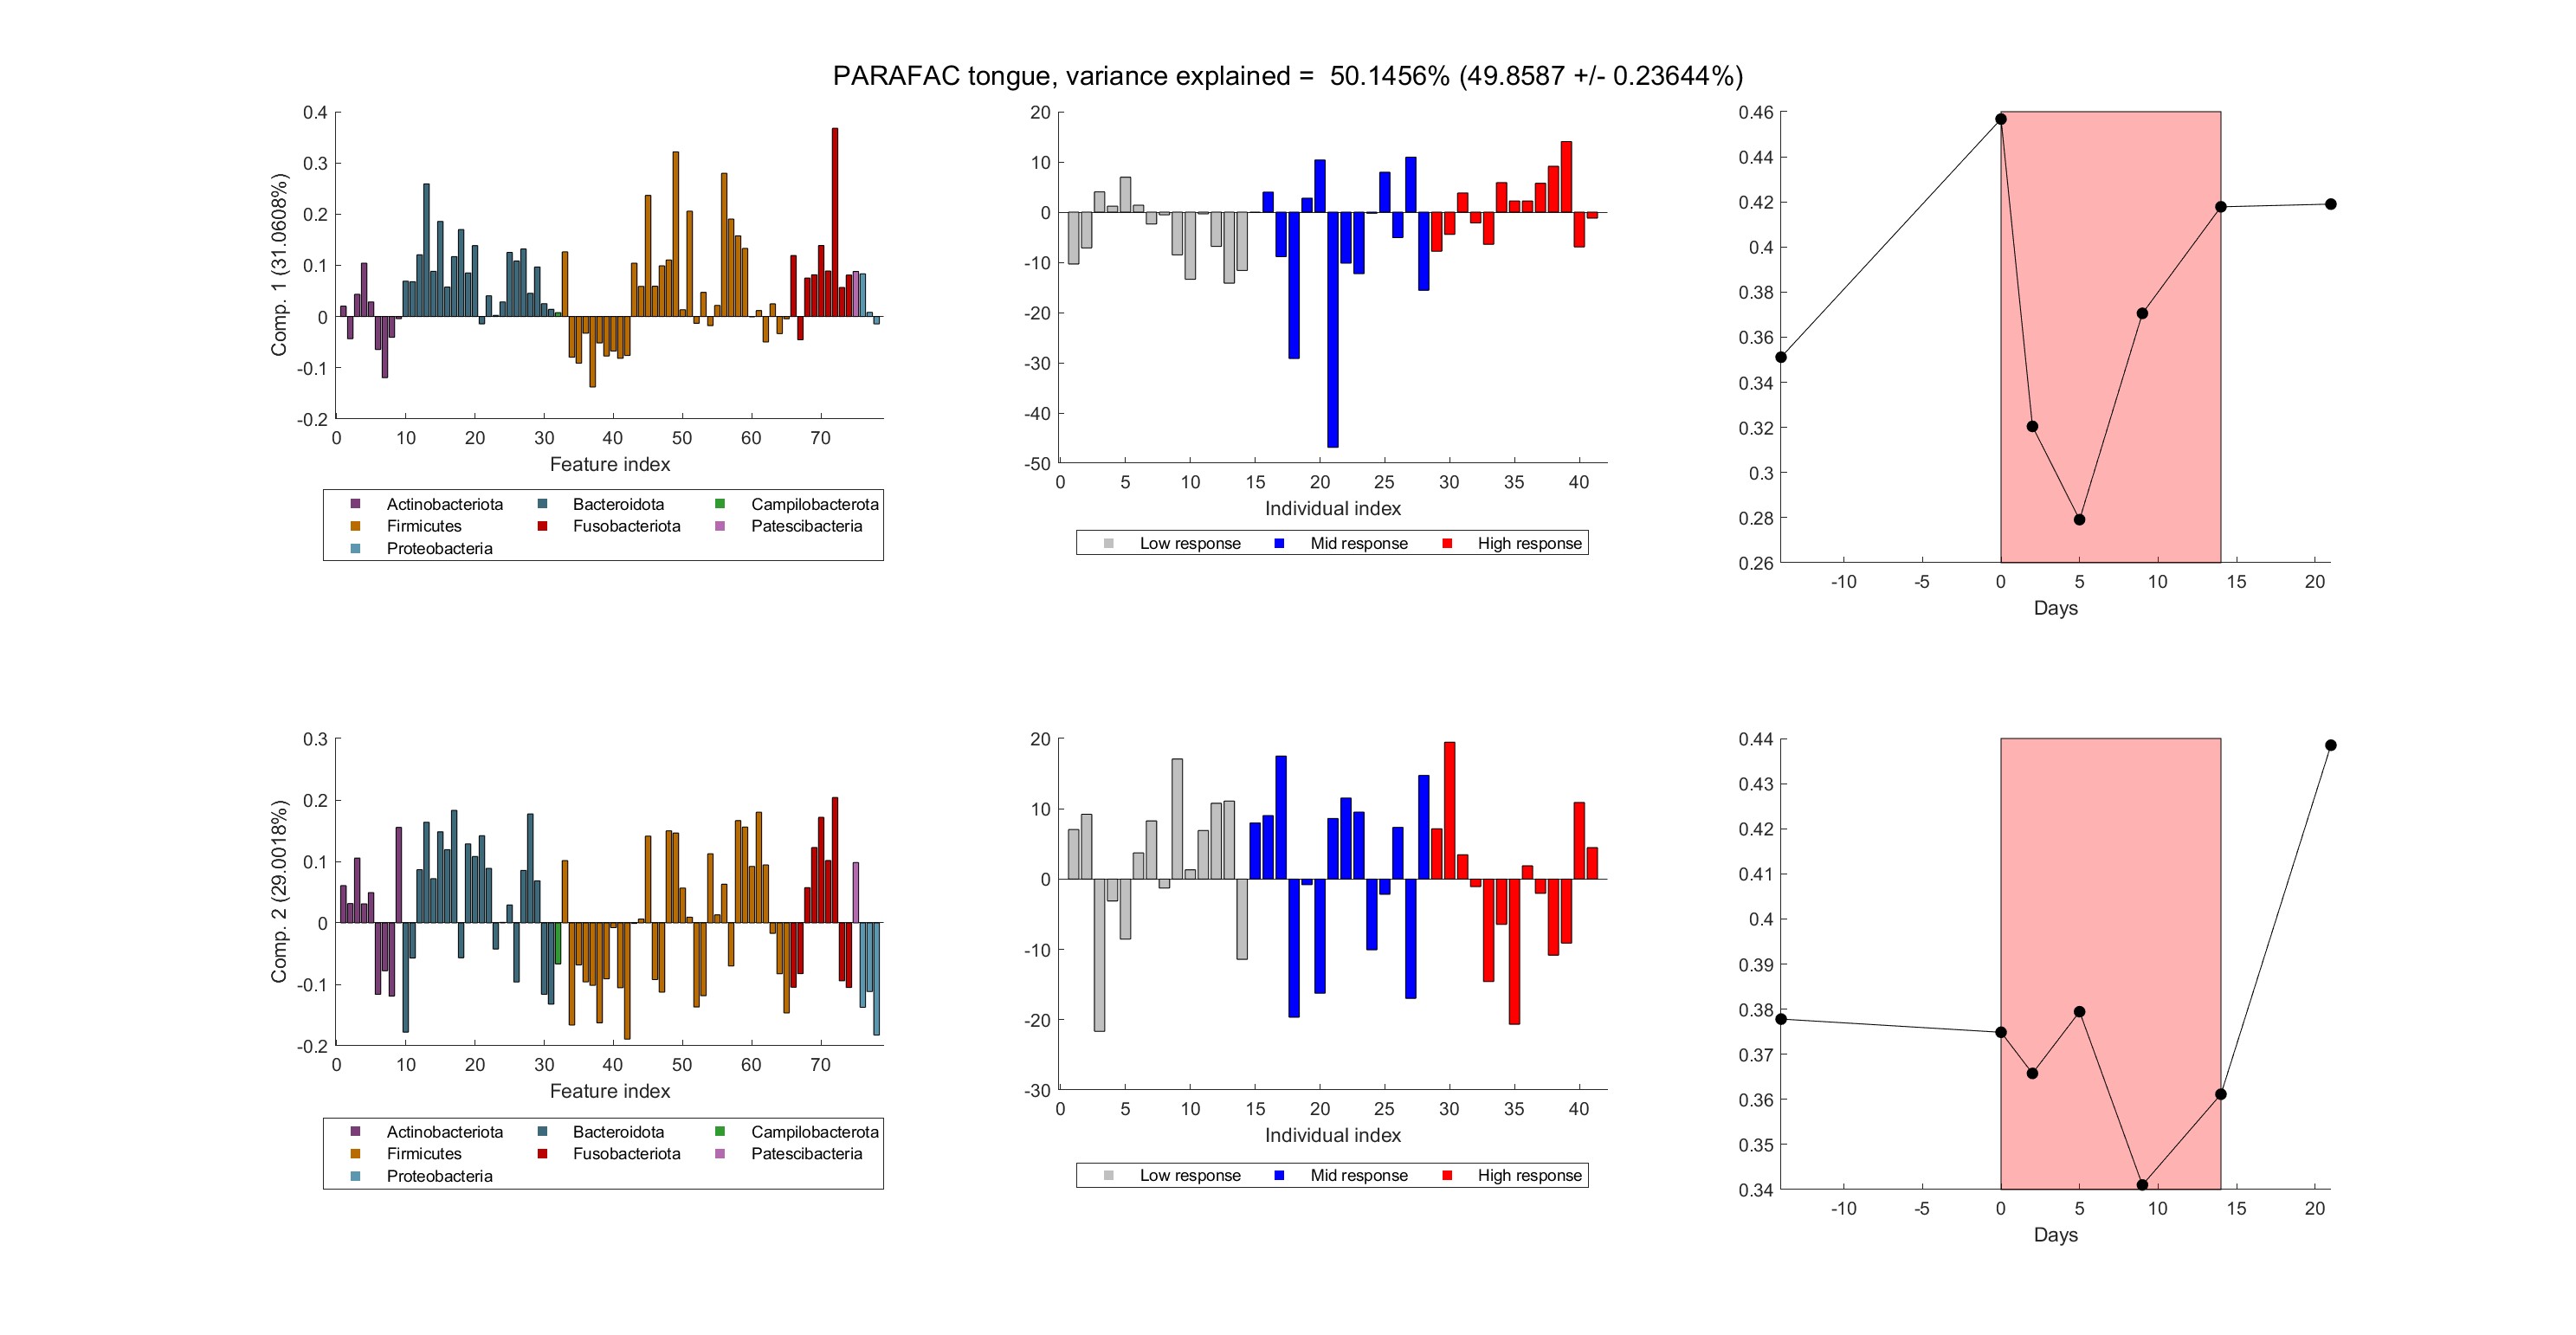 PARAFAC tongue, variance explained =  50.1456% (49.8587 +/- 0.23644%)
Comp. 1 (31.0608%)
0.4
0.3
0.2
0.1
0
-0.1
-0.2
0 10 20 30 40 50 60 70
Feature index
Actinobacteriota Bacteroidota Campilobacterota
Firmicutes Fusobacteriota Patescibacteria
Proteobacteria
20
10
0
-10
-20
-30
-40
-50
0 5 10 15 20 25 30 35 40
Individual index
Low response Mid response High response
0.46
0.44
0.42
0.4
0.38
0.36
0.34
0.32
0.3
0.28
0.26
-10 -5 0 5 10 15 20
Days
Comp. 2 (29.0018%)
0.3
0.2
0.1
0
-0.1
-0.2
0 10 20 30 40 50 60 70
Feature index
Actinobacteriota Bacteroidota Campilobacterota
Firmicutes Fusobacteriota Patescibacteria
Proteobacteria
20
10
0
-10
-20
-30
0 5 10 15 20 25 30 35 40
Individual index
Low response Mid response High response
0.44
0.43
0.42
0.41
0.4
0.39
0.38
0.37
0.36
0.35
0.34
-10 -5 0 5 10 15 20
Days